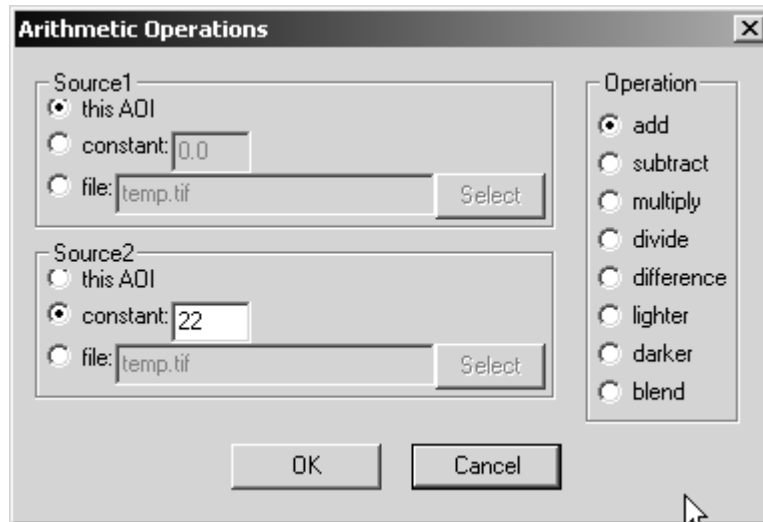 Arithmetic Operations
Source1
this AOI
constant: 0.0
file: temp.tif Select
Source2
this AOI
constant: 22
file: temp.tif Select
Operation
add
subtract
multiply
divide
difference
lighter
darker
blend
OK Cancel